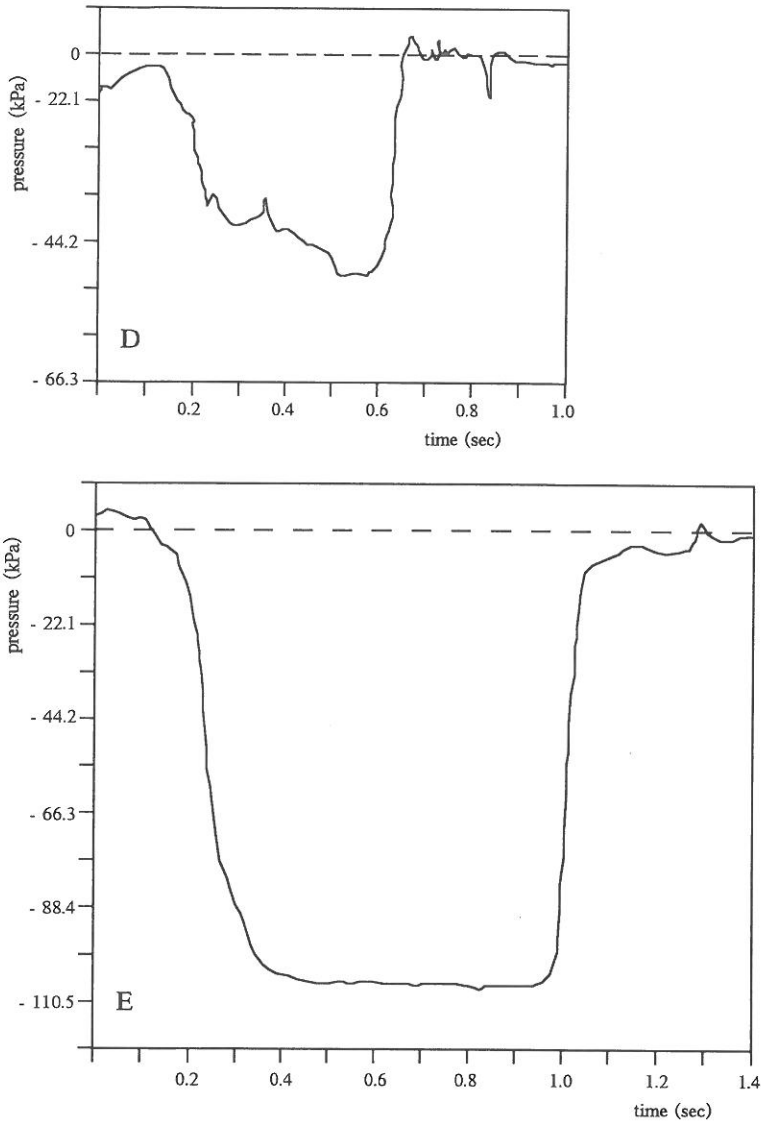 0
- 22.1
- 44.2
- 66.3
pressure (kPa)
D
0.2 0.4 0.6 0.8 1.0
time (sec)
0
- 22.1
- 44.2
- 66.3
- 88.4
- 110.5
pressure (kPa)
E
0.2 0.4 0.6 0.8 1.0 1.2 1.4
time (sec)